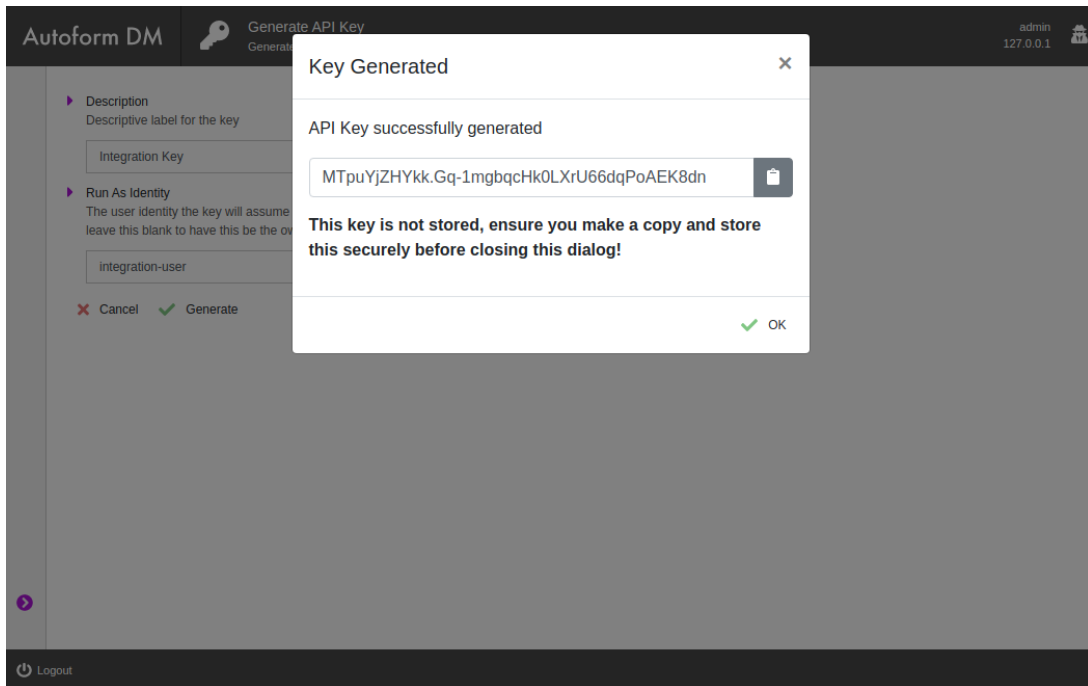 Autoform DM
Generate API Key
Generate
admin
127.0.0.1
Key Generated
API Key successfully generated
MTpuYjZHYkk.Gq-1mgbqcHk0LXrU66dqPoAEK8dn
This key is not stored, ensure you make a copy and store
this securely before closing this dialog!
OK
Description
Descriptive label for the key
Integration Key
Run As Identity
The user identity the key will assume
leave this blank to have this be the
integration-user
Cancel
Generate
Logout